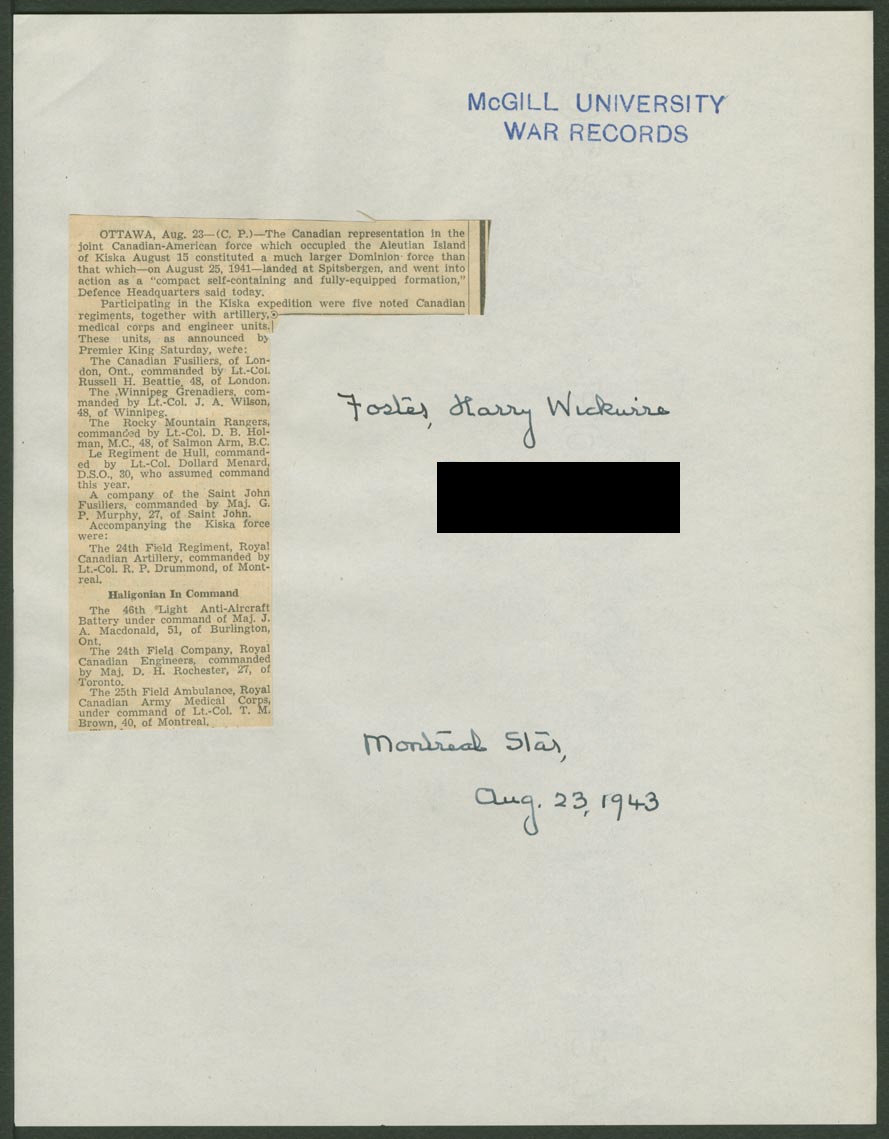 McGILL UNIVERSITY
WAR RECORDS
OTTAWA, Aug. 23—(C. P.)—The Canadian representation in the
joint Canadian-American force which occupied the Aleutian Island
of Kiska August 15 constituted a much larger Dominion force than
that which—on August 25, 1941—landed at Spitsbergen, and went into
action as a "compact self-containing and fully-equipped formation,"
Defence Headquarters said today.
Participating in the Kiska expedition were five noted Canadian
regiments, together with artillery,
medical corps and engineer units.
These units, as announced by
Premier King Saturday, were:
The Canadian Fusiliers, of Lon-
don, Ont., commanded by Lt.-Col.
Russell H. Beattie, 48, of London.
The Winnipeg Grenadiers, com-
manded by Lt.-Col. J. A. Wilson,
48, of Winnipeg.
The Rocky Mountain Rangers,
commanded by Lt.-Col. D. B. Hol-
man, M.C., 48, of Salmon Arm, B.C.
Le Regiment de Hull, command-
ed by Lt.-Col. Dollard Menard,
D.S.O., 30, who assumed command
this year.
A company of the Saint John
Fusiliers, commanded by Maj. G.
P. Murphy, 27, of Saint John.
Accompanying the Kiska force
were:
The 24th Field Regiment, Royal
Canadian Artillery, commanded by
Lt.-Col. R. P. Drummond, of Mont-
real.
Haligonian In Command
The 46th Light Anti-Aircraft
Battery under command of Maj. J.
A. Macdonald, 51, of Burlington,
Ont.
The 24th Field Company, Royal
Canadian Engineers, commanded
by Maj. D. H. Rochester, 27, of
Toronto.
The 25th Field Ambulance, Royal
Canadian Army Medical Corps,
under command of Lt.-Col. T. M.
Brown, 40, of Montreal.
Foster, Harry Wickwire
Montreal Star,
Aug. 23, 1943